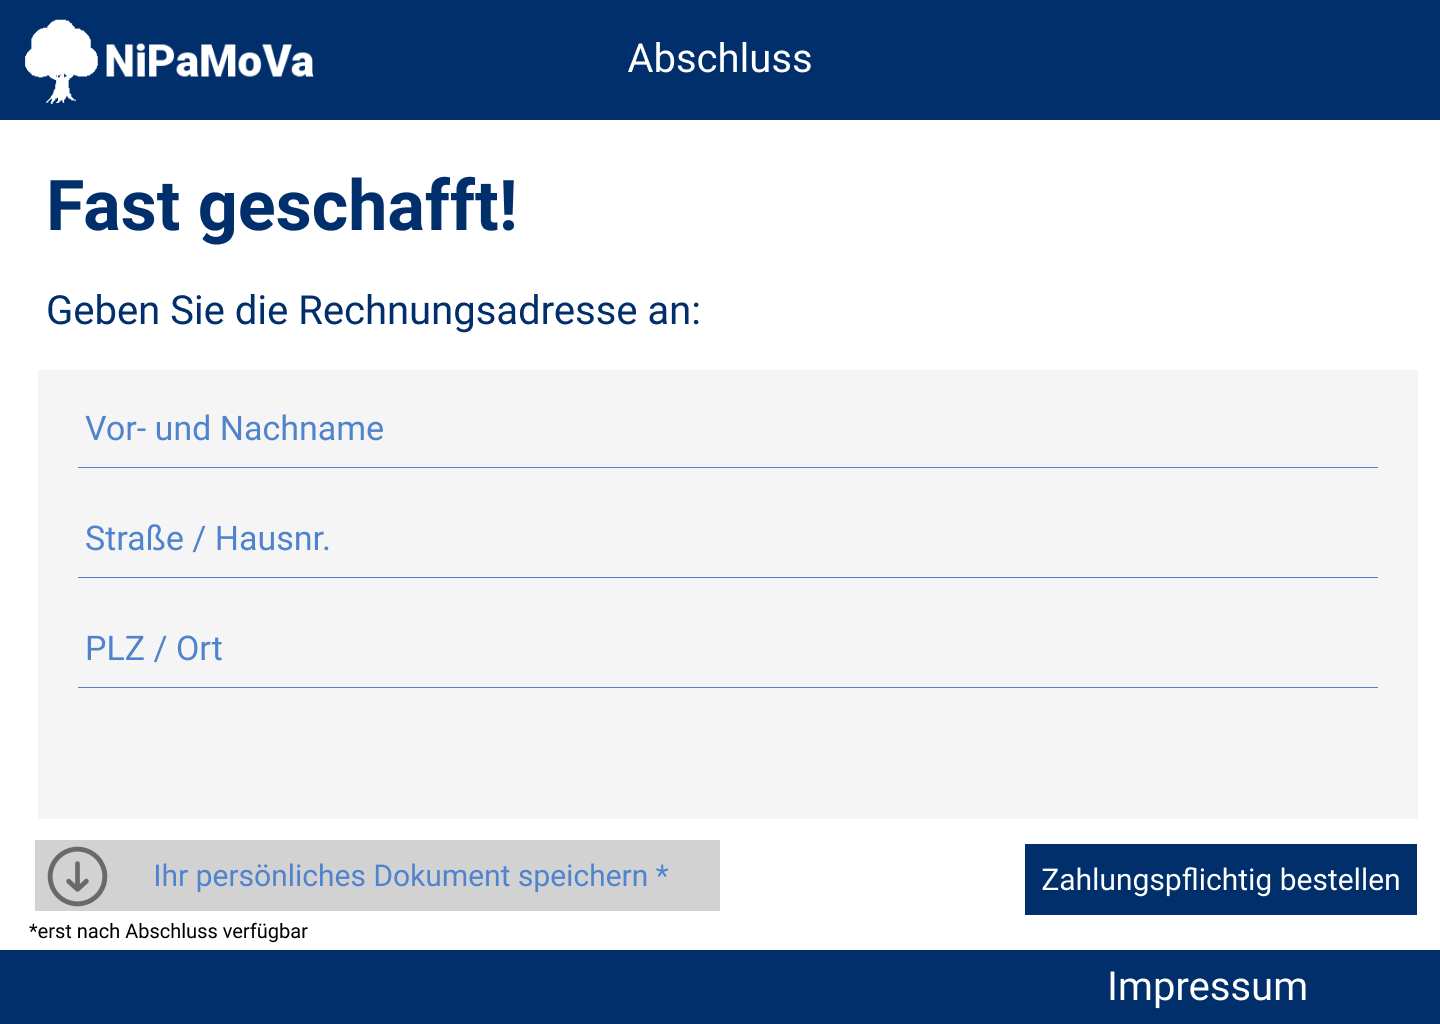 NiPaMoVa
Abschluss
Fast geschafft!
Geben Sie die Rechnungsadresse an:
Vor- und Nachname
Straße / Hausnr.
PLZ / Ort
Ihr persönliches Dokument speichern *
Zahlungspflichtig bestellen
*erst nach Abschluss verfügbar
Impressum